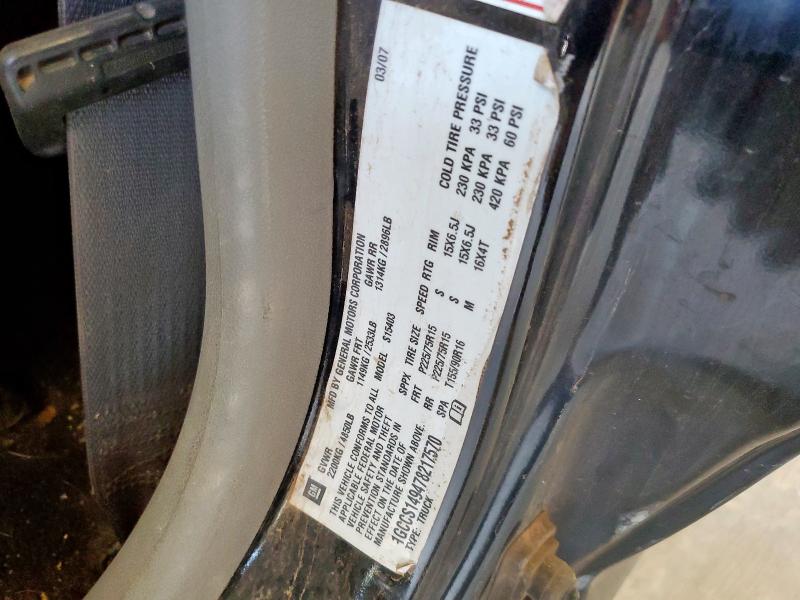 MFD BY GENERAL MOTORS CORPORATION
03/07
GM
GVWR GAWR FRT GAWR RR
2200KG / 4850LB 1149KG / 2533LB 1314KG / 2896LB
THIS VEHICLE CONFORMS TO ALL
APPLICABLE FEDERAL MOTOR
VEHICLE SAFETY AND THEFT
PREVENTION STANDARDS IN
EFFECT ON THE DATE OF
MANUFACTURE SHOWN ABOVE.
1GCCS149478217570
TYPE: TRUCK
MODEL S15403
SPPX TIRE SIZE SPEED RTG RIM COLD TIRE PRESSURE
FRT P225/75R15 S 15X6.5J 230 KPA 33 PSI
RR P225/75R15 S 15X6.5J 230 KPA 33 PSI
SPA T155/90R16 M 16X4T 420 KPA 60 PSI